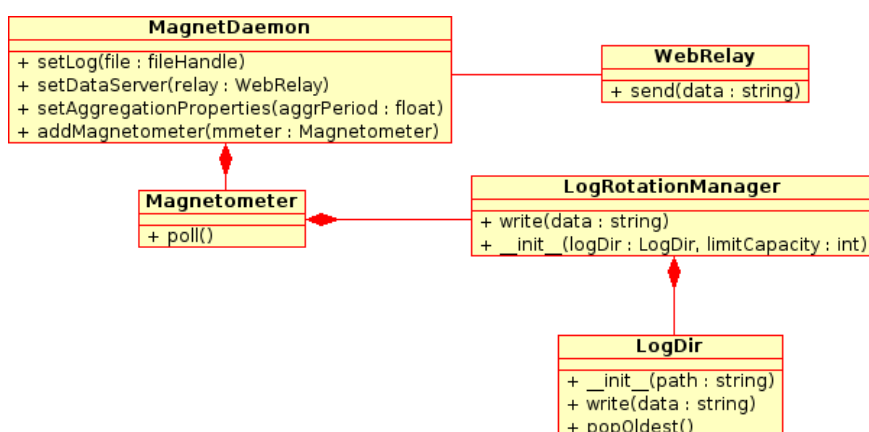 MagnetDaemon
+ setLog(file : fileHandle)
+ setDataServer(relay : WebRelay)
+ setAggregationProperties(aggrPeriod : float)
+ addMagnetometer(mmeter : Magnetometer)
WebRelay
+ send(data : string)
Magnetometer
+ poll()
LogRotationManager
+ write(data : string)
+ __init__(logDir : LogDir, limitCapacity : int)
LogDir
+ __init__(path : string)
+ write(data : string)
+ popOldest()